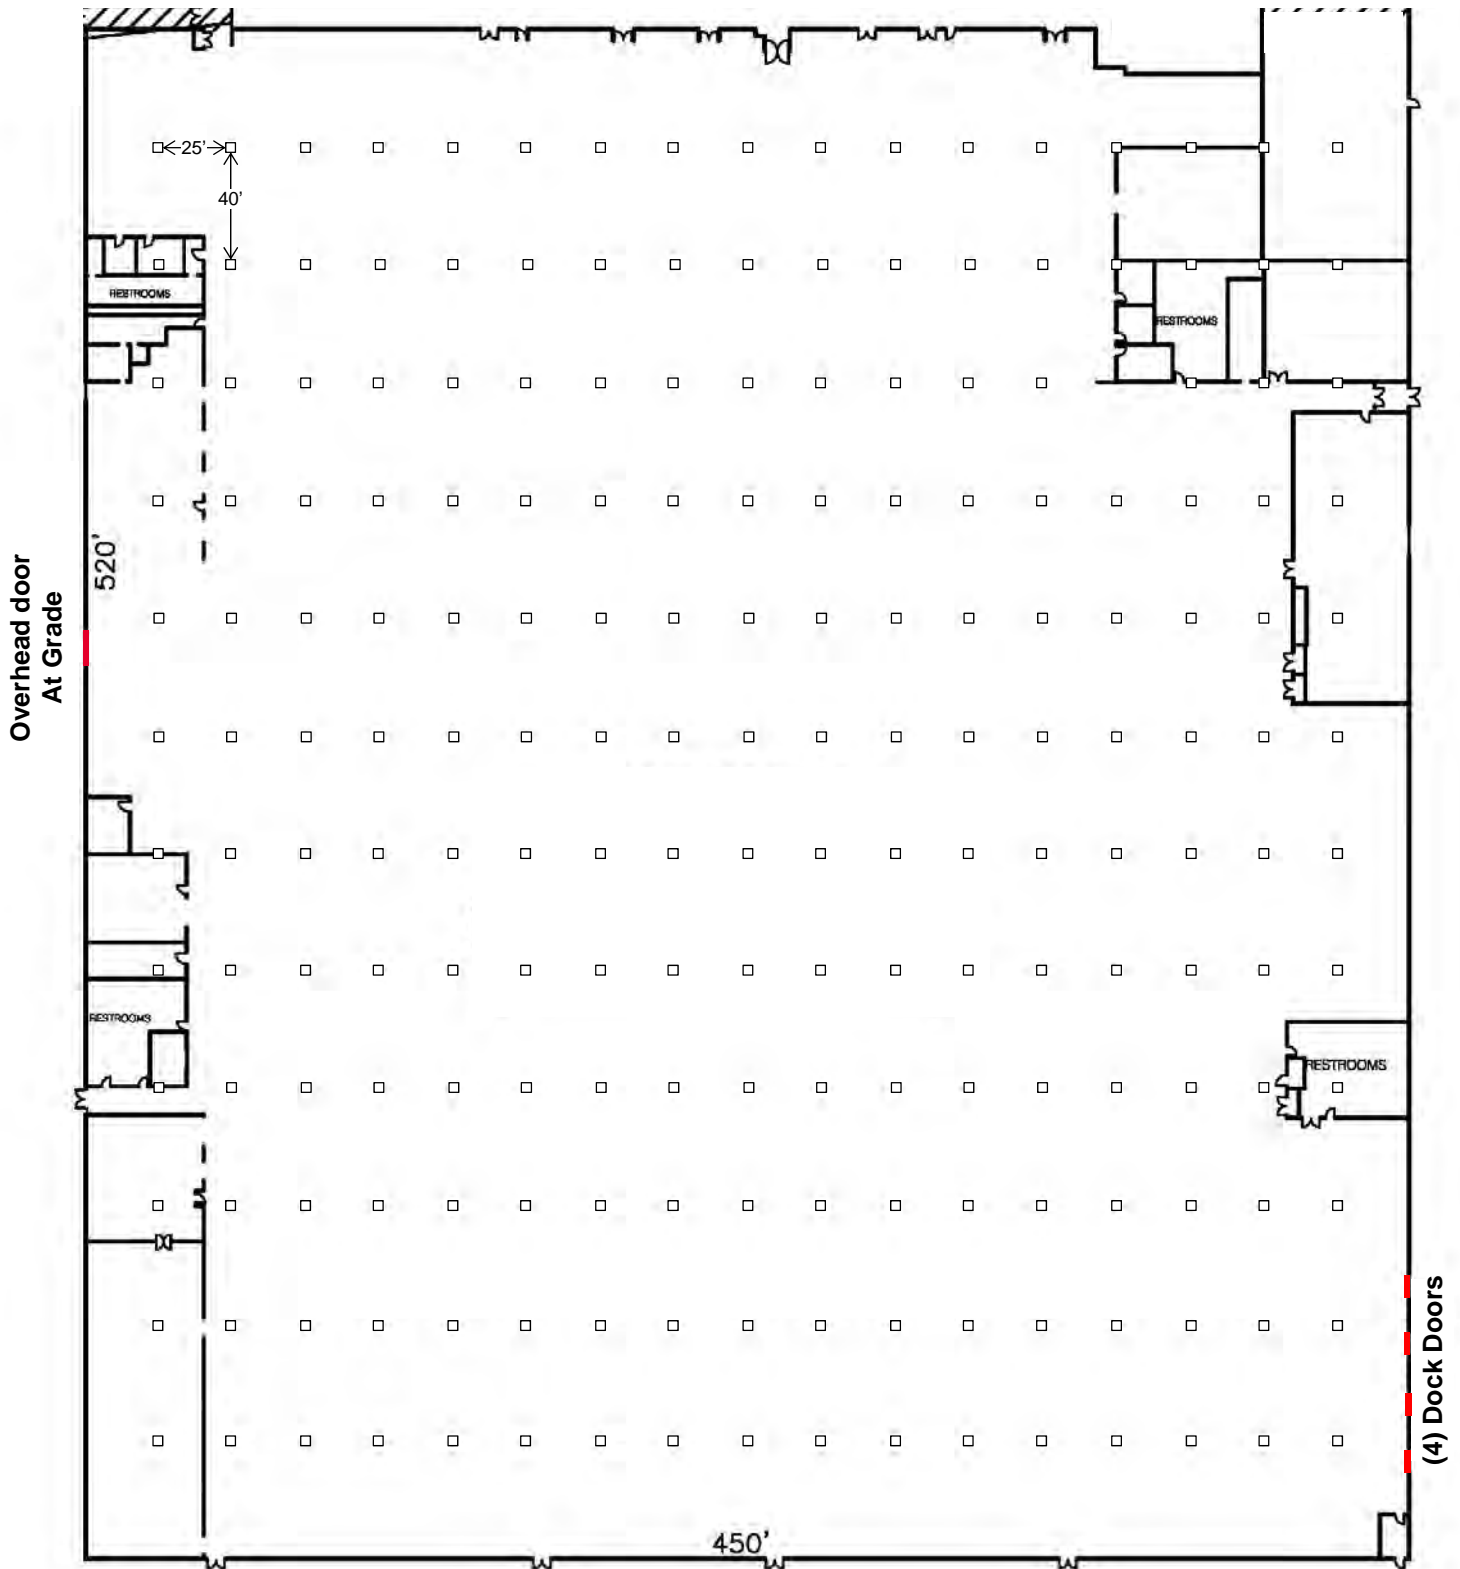 25'
40'
RESTROOMS
RESTROOMS
520'
Overhead door
At Grade
RESTROOMS
RESTROOMS
(4) Dock Doors
450'